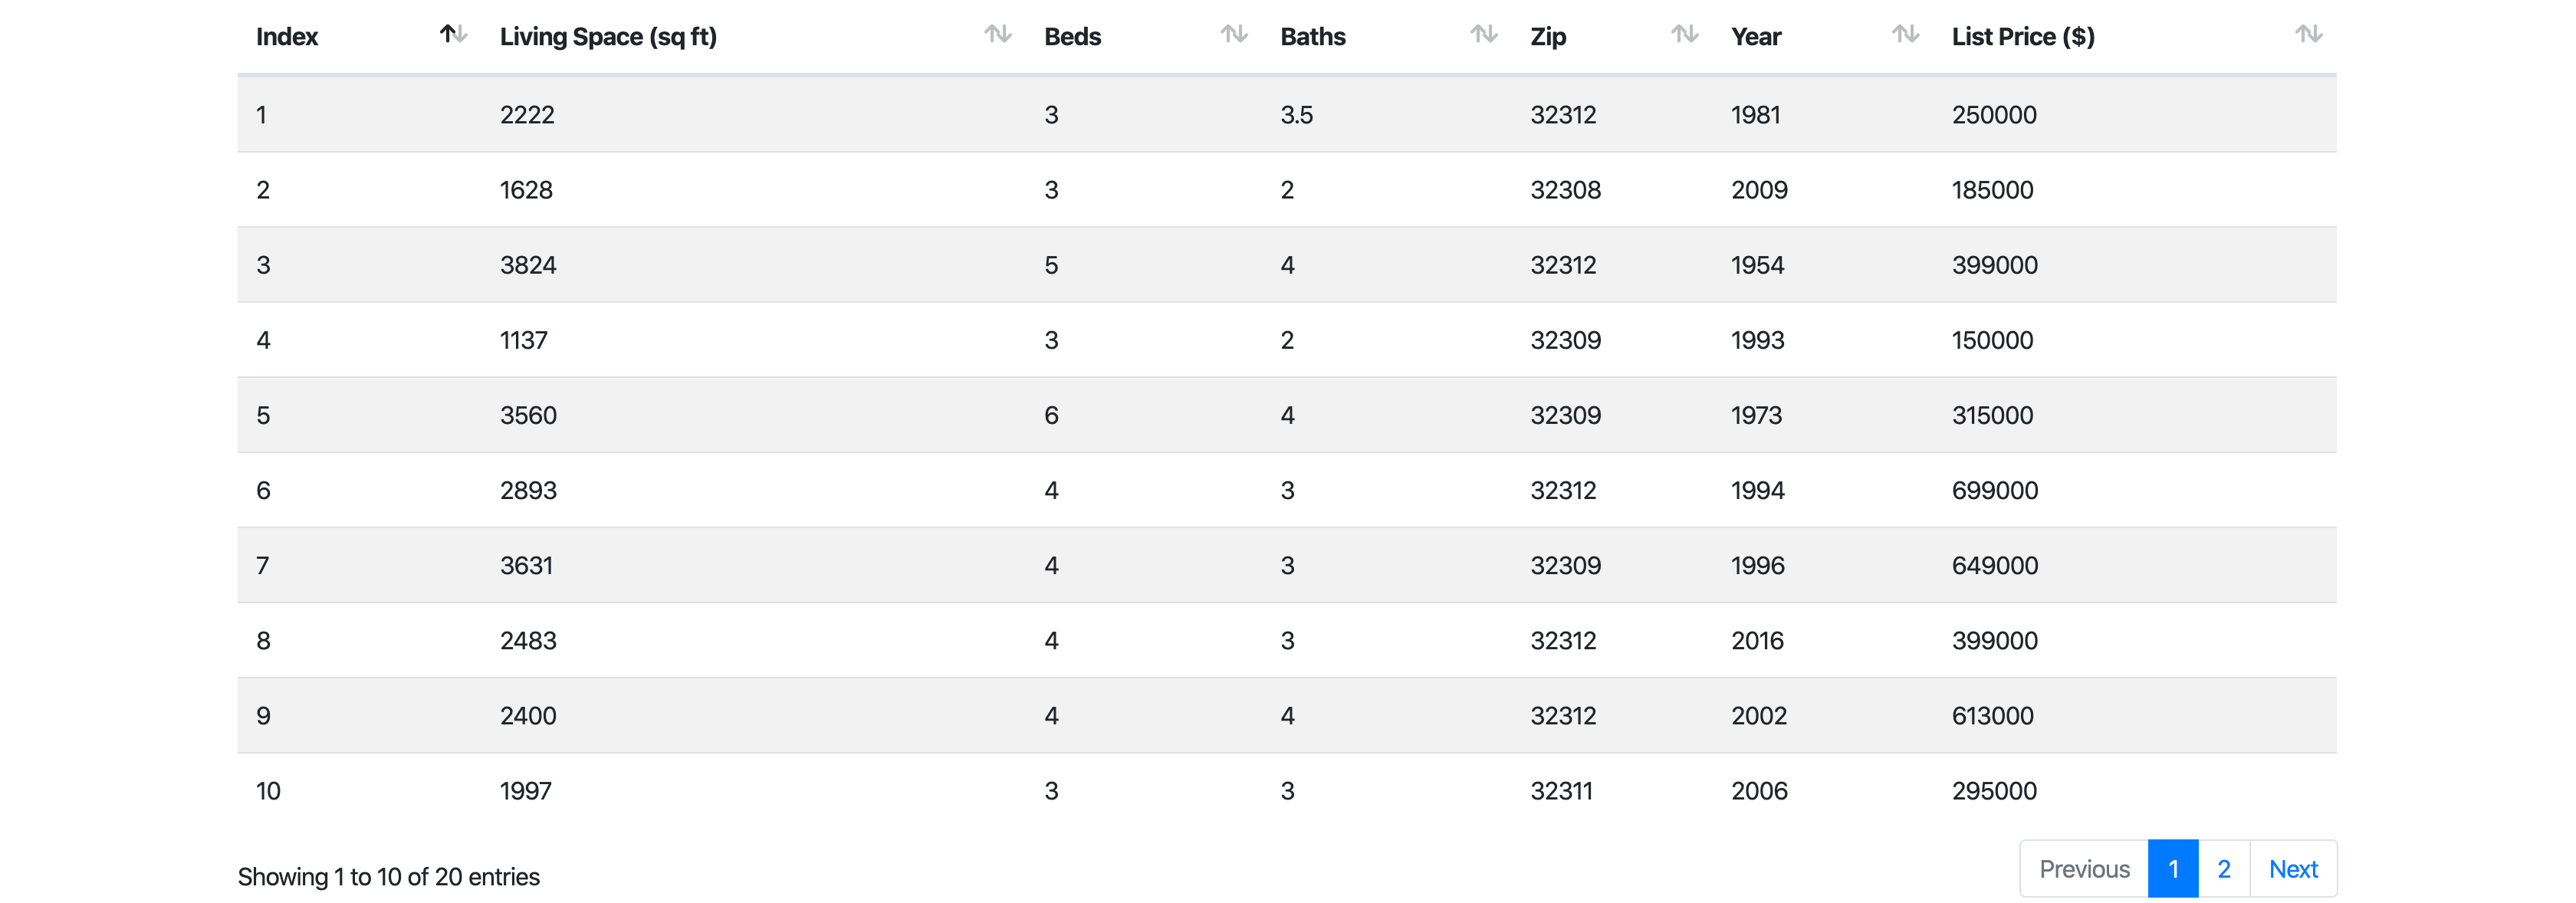 Index Living Space (sq ft) Beds Baths Zip Year List Price ($)
1 2222 3 3.5 32312 1981 250000
2 1628 3 2 32308 2009 185000
3 3824 5 4 32312 1954 399000
4 1137 3 2 32309 1993 150000
5 3560 6 4 32309 1973 315000
6 2893 4 3 32312 1994 699000
7 3631 4 3 32309 1996 649000
8 2483 4 3 32312 2016 399000
9 2400 4 4 32312 2002 613000
10 1997 3 3 32311 2006 295000
Showing 1 to 10 of 20 entries
Previous 1 2 Next